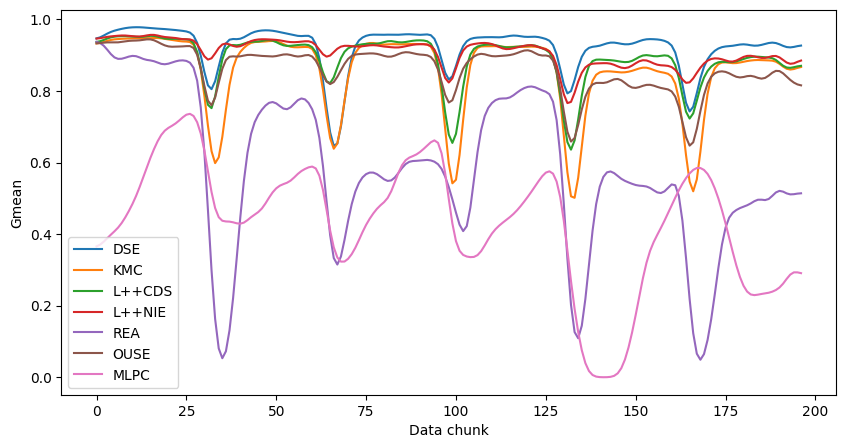 Gmean
1.0
0.8
0.6
0.4
0.2
0.0
DSE
KMC
L++CDS
L++NIE
REA
OUSE
MLPC
0 25 50 75 100 125 150 175 200
Data chunk